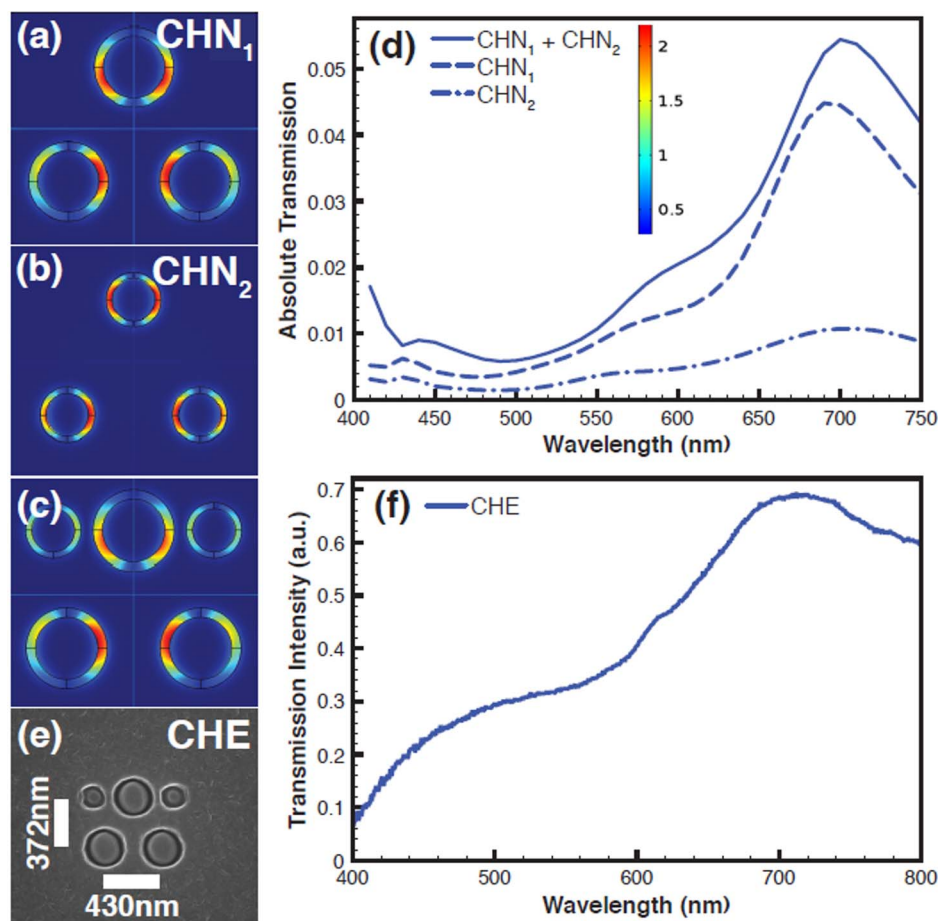 (a) CHN₁
(b) CHN₂
(c)
(e) CHE
372nm
430nm
(d)
CHN₁ + CHN₂
CHN₁
CHN₂
2
1.5
1
0.5
Absolute Transmission
0.05
0.04
0.03
0.02
0.01
0
400 450 500 550 600 650 700 750
Wavelength (nm)
(f) CHE
Transmission Intensity (a.u.)
0.7
0.6
0.5
0.4
0.3
0.2
0.1
0
400 500 600 700 800
Wavelength (nm)